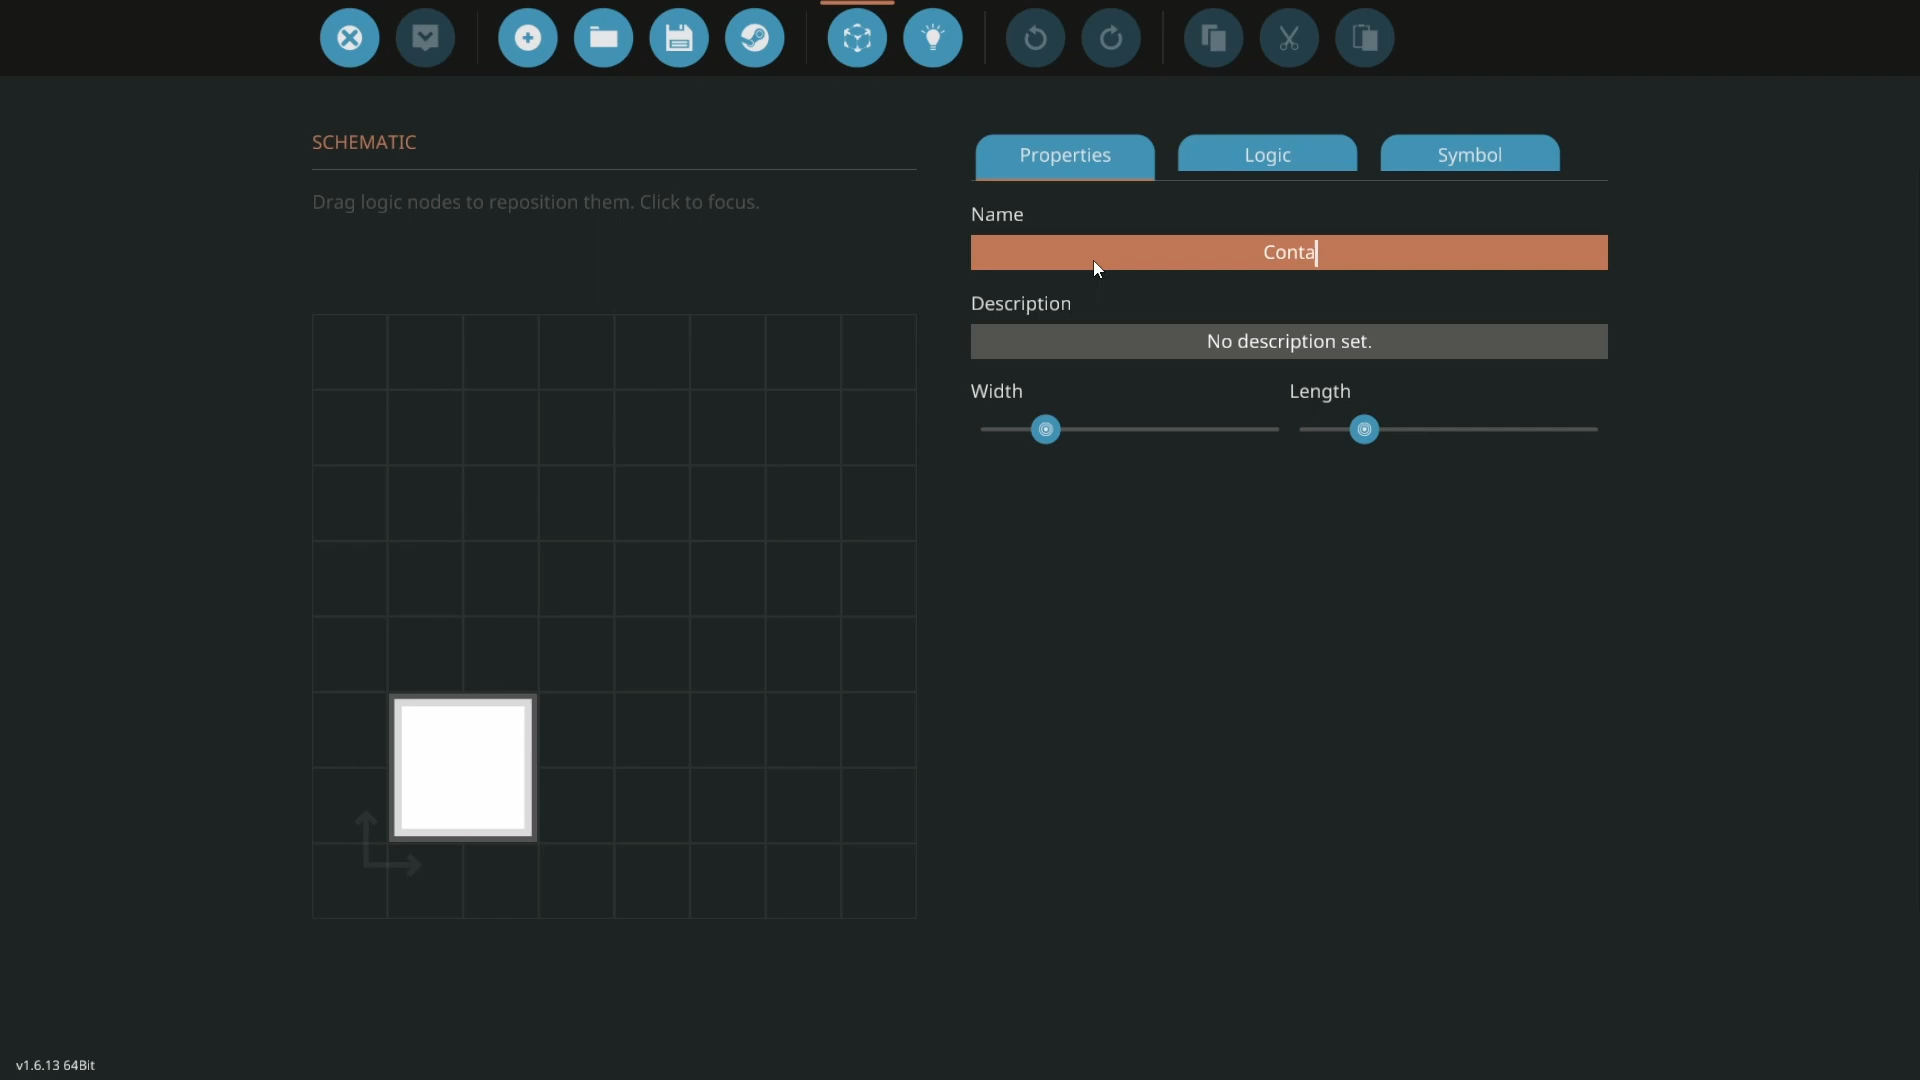 SCHEMATIC
Drag logic nodes to reposition them. Click to focus.
Properties
Logic
Symbol
Name
Conta
Description
No description set.
Width
Length
v1.6.13 64Bit